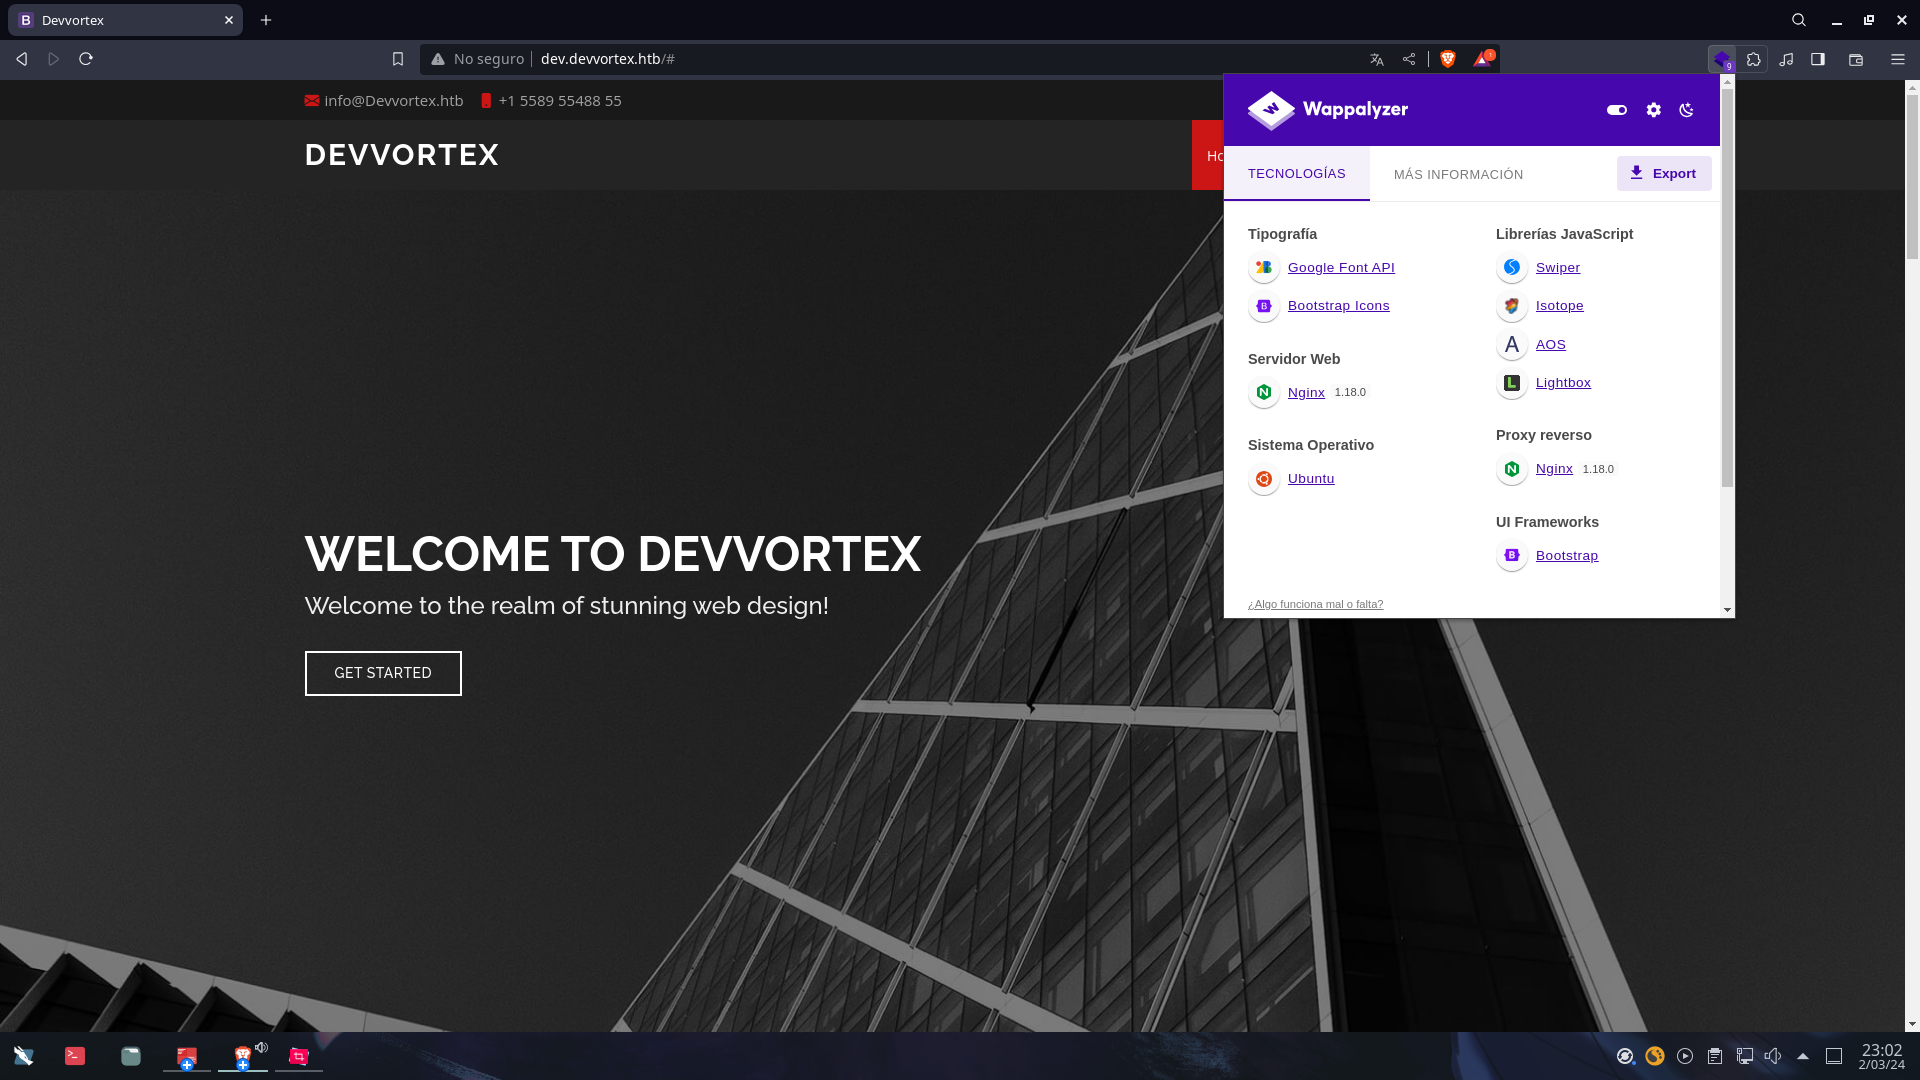 Devvortex
No seguro
dev.devvortex.htb/#
info@Devvortex.htb
+1 5589 55488 55
DEVVORTEX
WELCOME TO DEVVORTEX
Welcome to the realm of stunning web design!
GET STARTED
9
Wappalyzer
TECNOLOGÍAS
MÁS INFORMACIÓN
Export
Tipografía
Google Font API
Bootstrap Icons
Servidor Web
Nginx 1.18.0
Sistema Operativo
Ubuntu
Librerías JavaScript
Swiper
Isotope
AOS
Lightbox
Proxy reverso
Nginx 1.18.0
UI Frameworks
Bootstrap
¿Algo funciona mal o falta?
23:02
2/03/24